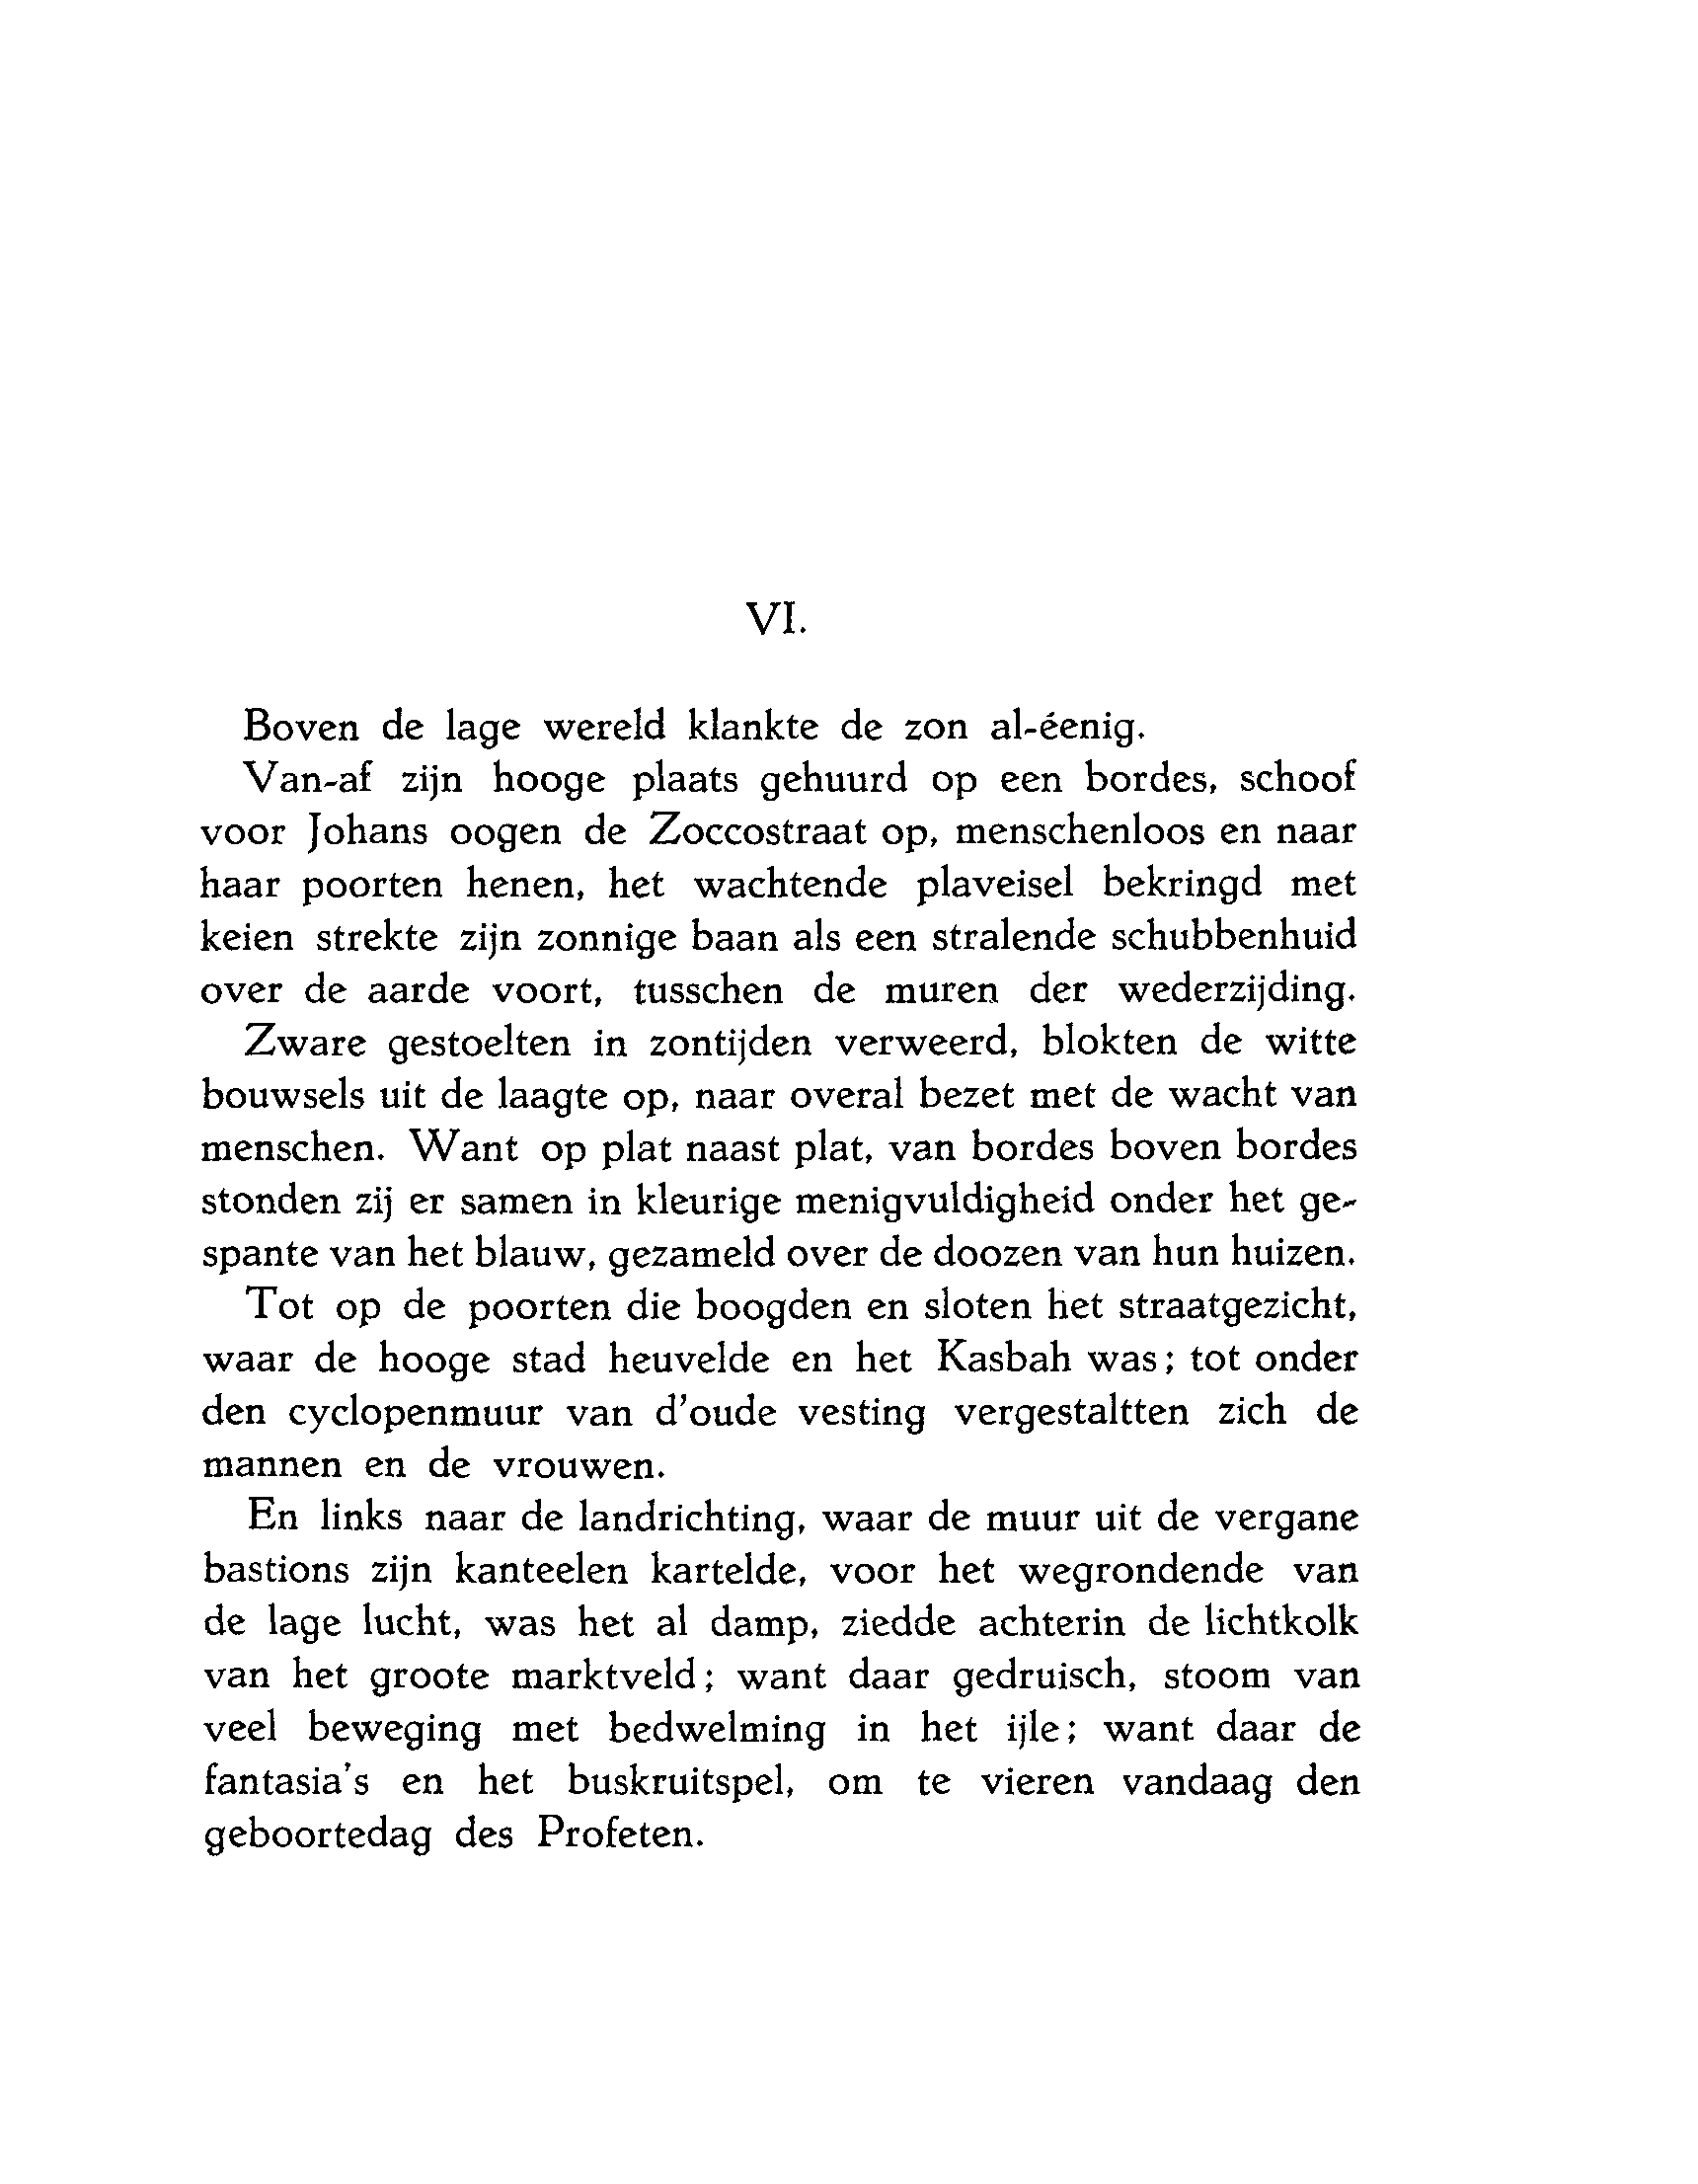 VI.
Boven de lage wereld klankte de zon al-éenig.
Van-af zijn hooge plaats gehuurd op een bordes, schoof
voor Johans oogen de Zoccostraat op, menschenloos en naar
haar poorten henen, het wachtende plaveisel bekringd met
keien strekte zijn zonnige baan als een stralende schubbenhuid
over de aarde voort, tusschen de muren der wederzijding.
Zware gestoelten in zontijden verweerd, blokten de witte
bouwsels uit de laagte op, naar overal bezet met de wacht van
menschen. Want op plat naast plat, van bordes boven bordes
stonden zij er samen in kleurige menigvuldigheid onder het ge-
spante van het blauw, gezameld over de doozen van hun huizen.
Tot op de poorten die boogden en sloten het straatgezicht,
waar de hooge stad heuvelde en het Kasbah was; tot onder
den cyclopenmuur van d'oude vesting vergestaltten zich de
mannen en de vrouwen.
En links naar de landrichting, waar de muur uit de vergane
bastions zijn kanteelen kartelde, voor het wegrondende van
de lage lucht, was het al damp, ziedde achterin de lichtkolk
van het groote marktveld; want daar gedruisch, stoom van
veel beweging met bedwelming in het ijle; want daar de
fantasia's en het buskruitspel, om te vieren vandaag den
geboortedag des Profeten.